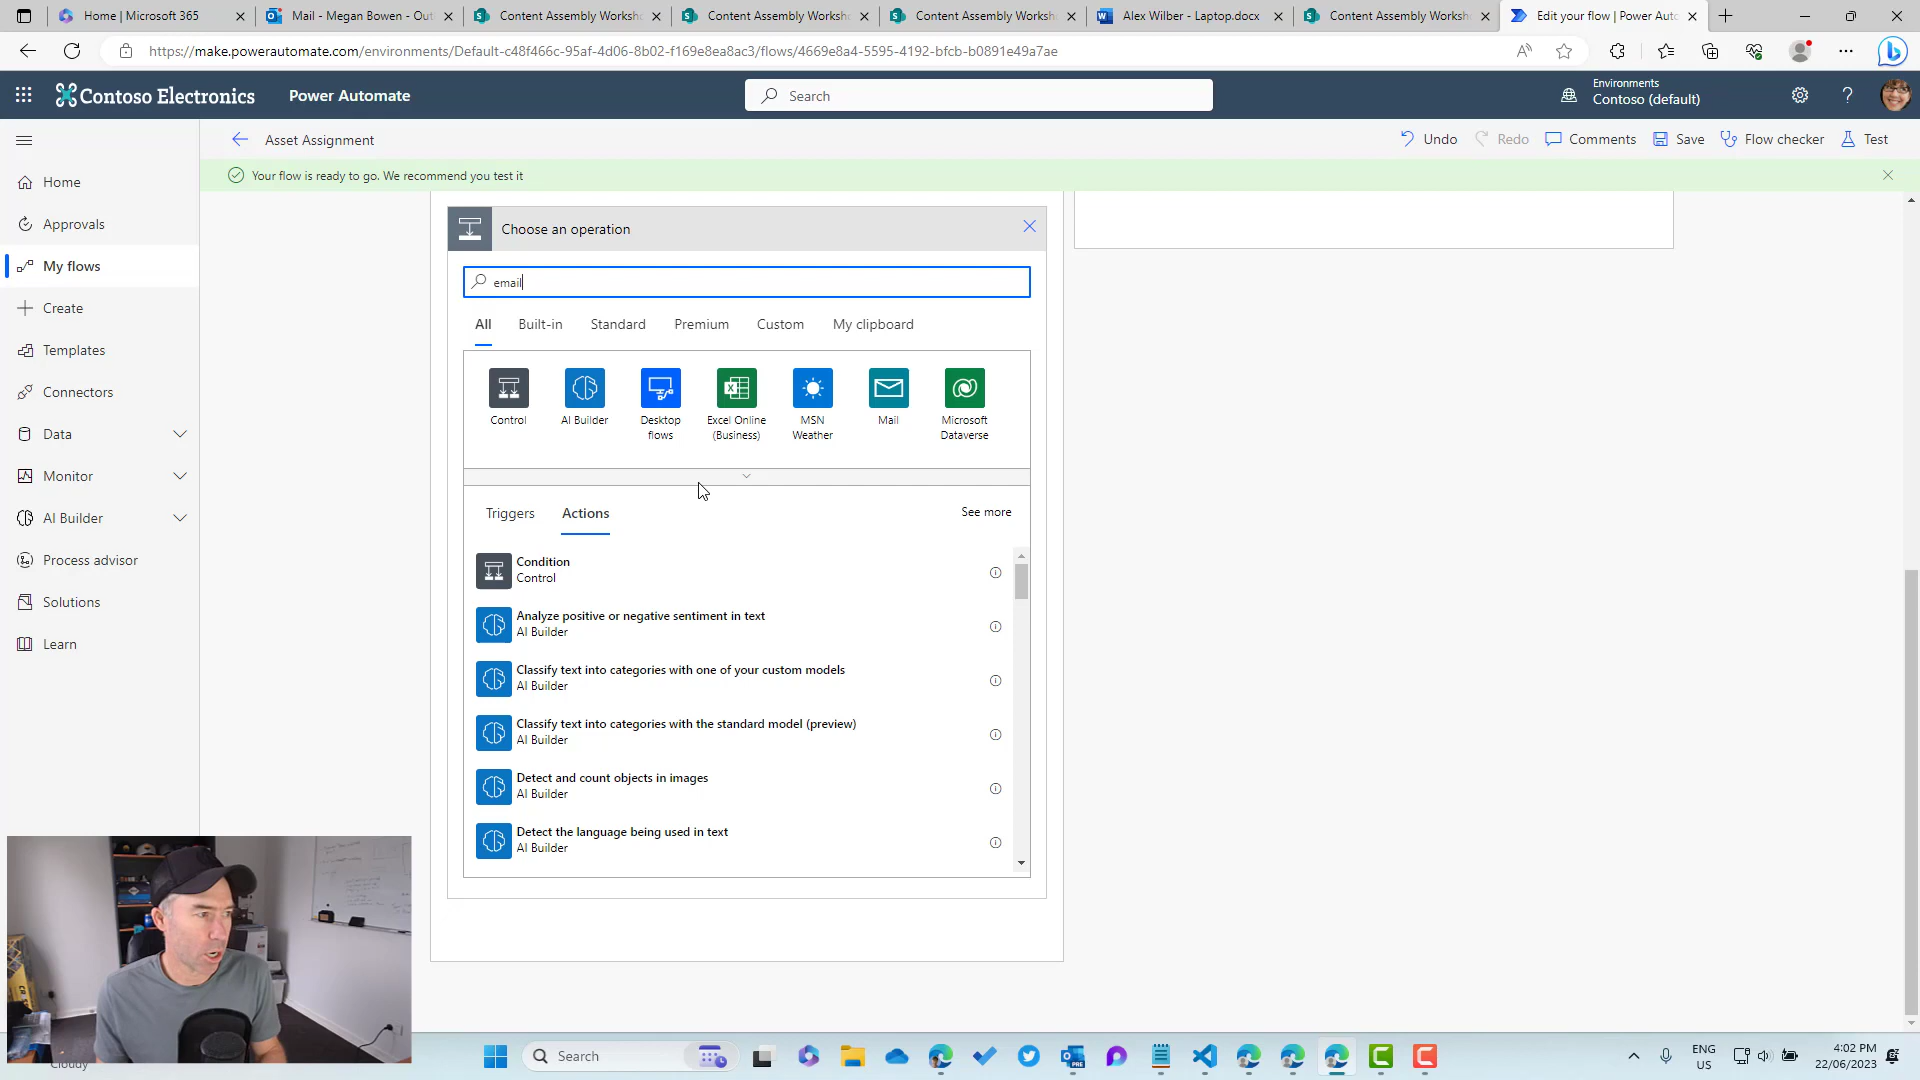 Home | Microsoft 365
Mail - Megan Bowen - Out
Content Assembly Worksh
Content Assembly Worksh
Content Assembly Worksh
Alex Wilber - Laptop.docx
Content Assembly Worksh
Edit your flow | Power Aut
https://make.powerautomate.com/environments/Default-c48f466c-95af-4d06-8b02-f169e8ea8ac3/flows/4669e8a4-5595-4192-bfcb-b0891e49a7ae
Contoso Electronics
Power Automate
Search
Environments
Contoso (default)
Asset Assignment
Undo
Redo
Comments
Save
Flow checker
Test
Your flow is ready to go. We recommend you test it
Home
Approvals
My flows
Create
Templates
Connectors
Data
Monitor
AI Builder
Process advisor
Solutions
Learn
Choose an operation
email
All
Built-in
Standard
Premium
Custom
My clipboard
Control
AI Builder
Desktop
flows
Excel Online
(Business)
MSN
Weather
Mail
Microsoft
Dataverse
Triggers
Actions
See more
Condition
Control
Analyze positive or negative sentiment in text
AI Builder
Classify text into categories with one of your custom models
AI Builder
Classify text into categories with the standard model (preview)
AI Builder
Detect and count objects in images
AI Builder
Detect the language being used in text
AI Builder
Cloudy
Search
ENG
US
4:02 PM
22/06/2023